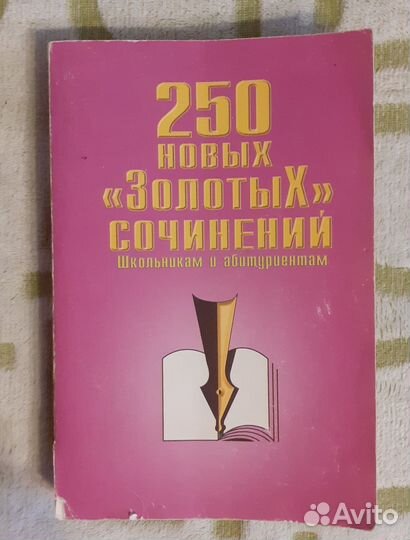 250
НОВЫХ
«ЗОЛОТЫХ»
СОЧИНЕНИЙ
Школьникам и абитуриентам
Avito